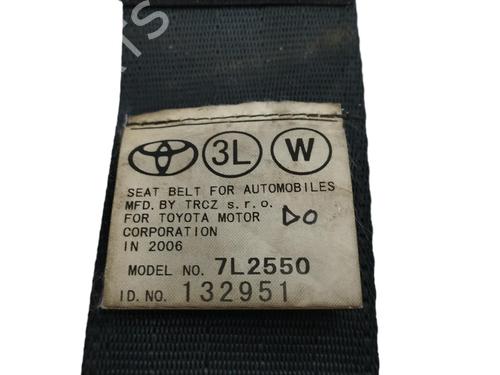 3L W
SEAT BELT FOR AUTOMOBILES
MFD. BY TRCZ s.r.o.
FOR TOYOTA MOTOR DO
CORPORATION
IN 2006
MODEL NO. 7L2550
I.D. NO. 132951